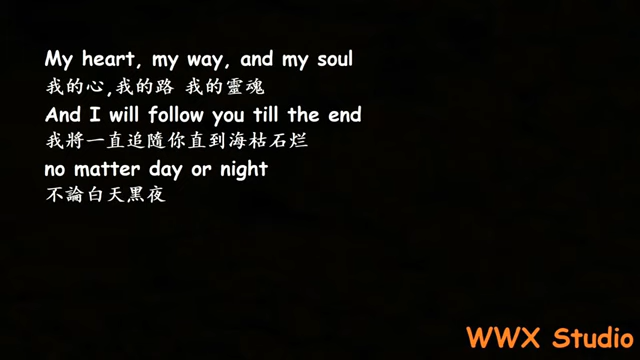 My heart, my way, and my soul
我的心,我的路 我的靈魂
And I will follow you till the end
我將一直追隨你直到海枯石烂
no matter day or night
不論白天黑夜
WWX Studio